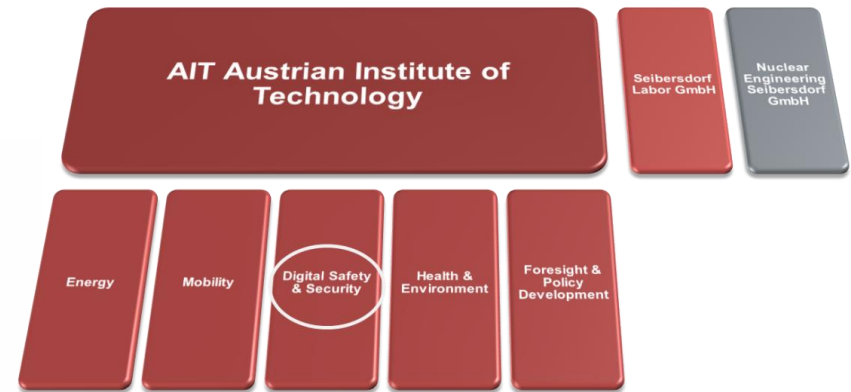 AIT Austrian Institute of
Technology
Seibersdorf
Labor GmbH
Nuclear
Engineering
Seibersdorf
GmbH
Energy
Mobility
Digital Safety
& Security
Health &
Environment
Foresight &
Policy
Development